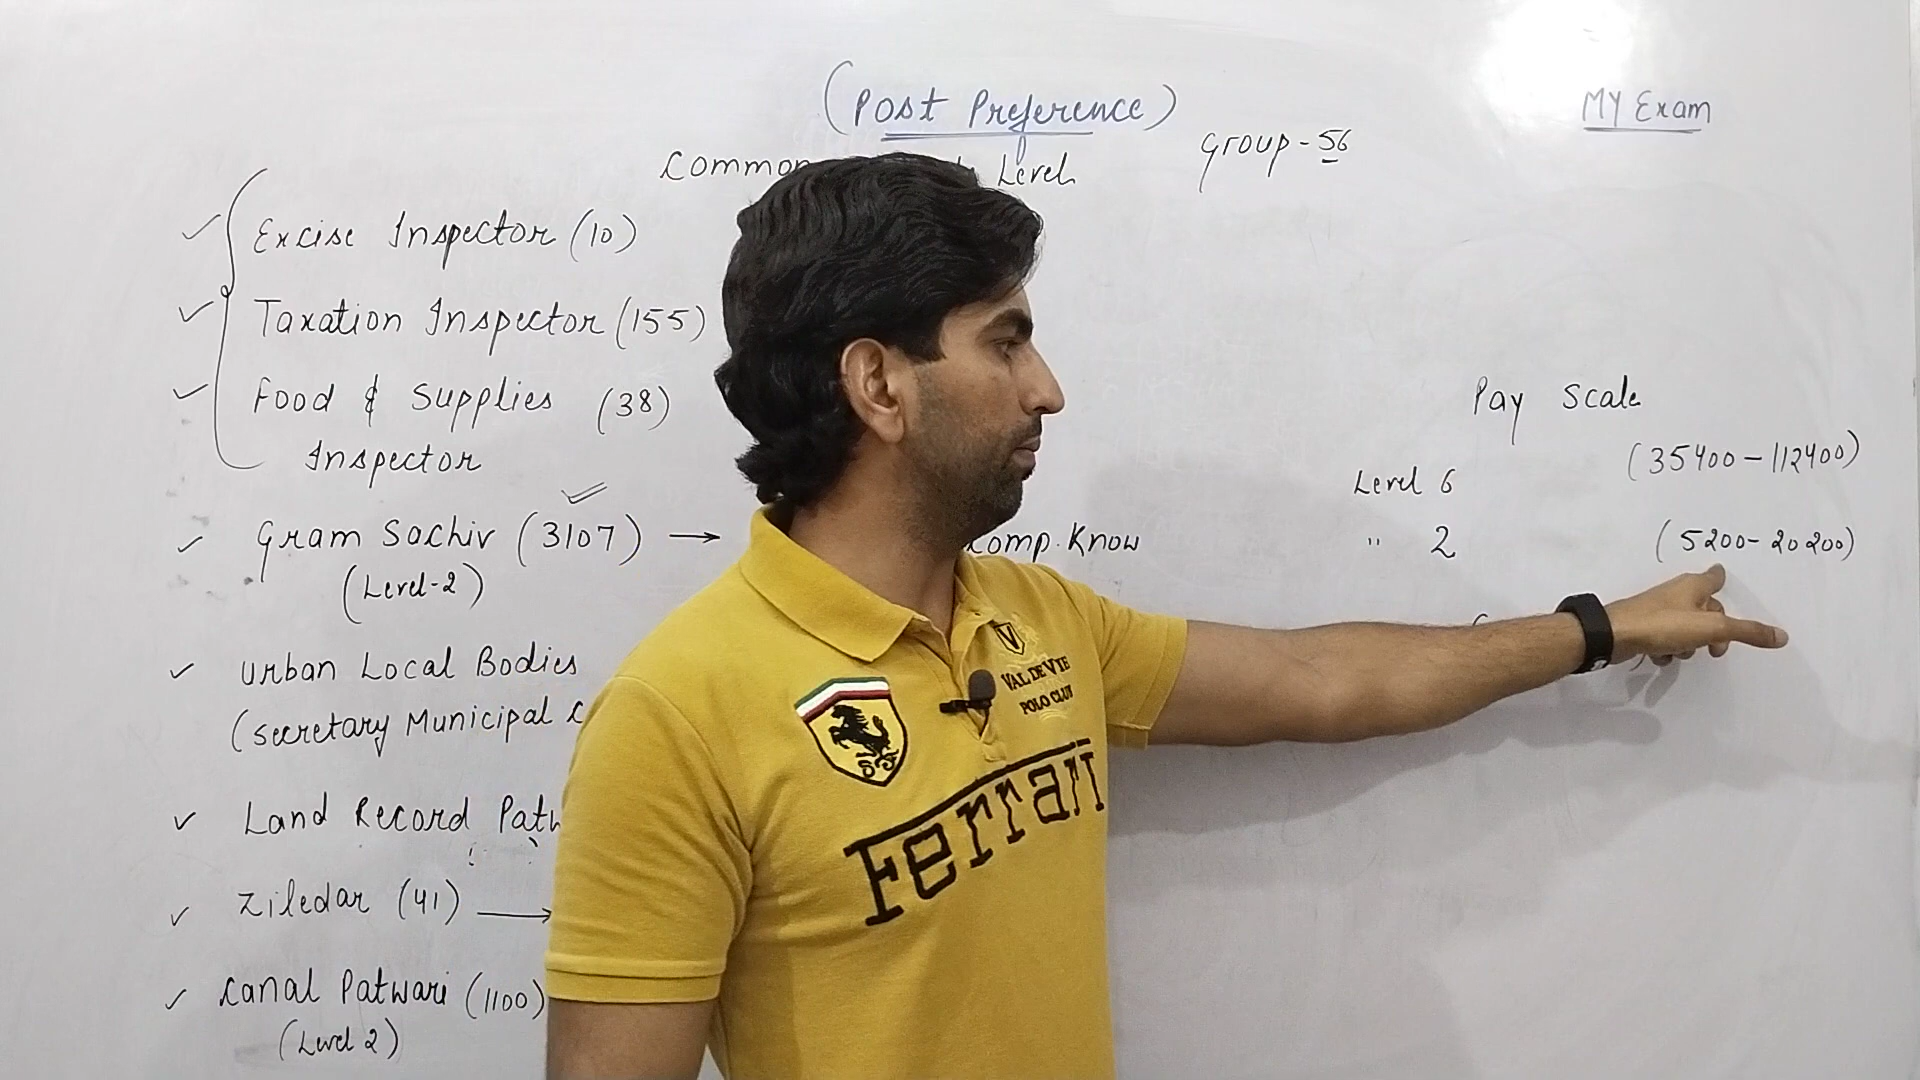 (Post Preference)
MY Exam
Common Level
Group - 56
Excise Inspector (10)
Taxation Inspector (155)
Food & Supplies (38)
Inspector
Gram Sachiv (3107) → Comp. Know
(Level-2)
Urban Local Bodies
(Secretary Municipal C
Land Record Patw
Ziledar (41) →
Canal Patwari (1100)
(Level 2)
Pay Scale
Level 6 (35400 - 112400)
" 2 (5200 - 20200)
V
VAL DE VIE
POLO CLUB
SF
Ferrari